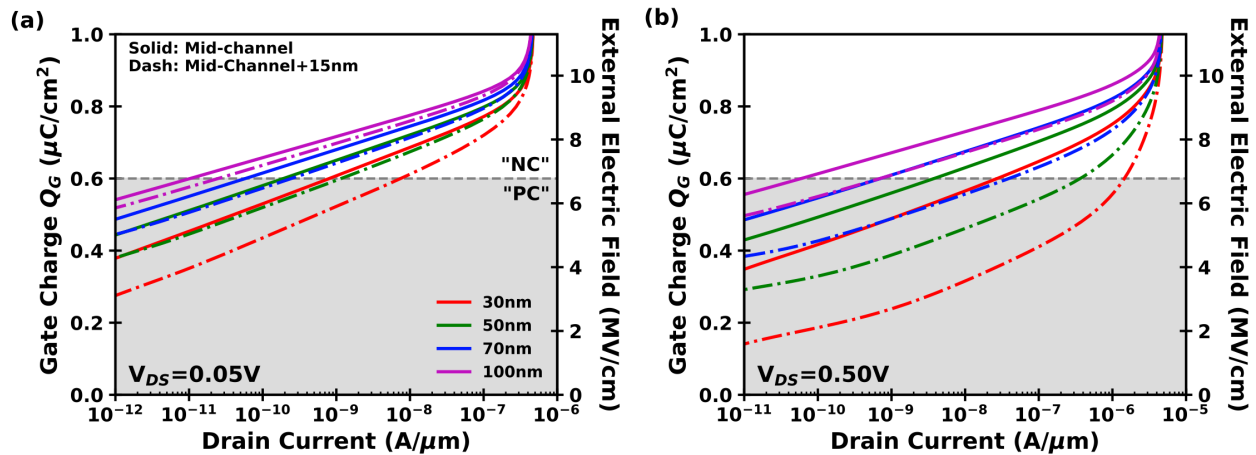 (a)
Solid: Mid-channel
Dash: Mid-Channel+15nm
"NC"
"PC"
30nm
50nm
70nm
100nm
V_DS=0.05V
Gate Charge Q_G (μC/cm²)
1.0
0.8
0.6
0.4
0.2
0.0
External Electric Field (MV/cm)
10
8
6
4
2
0
10⁻¹² 10⁻¹¹ 10⁻¹⁰ 10⁻⁹ 10⁻⁸ 10⁻⁷ 10⁻⁶
Drain Current (A/μm)
(b)
V_DS=0.50V
Gate Charge Q_G (μC/cm²)
1.0
0.8
0.6
0.4
0.2
0.0
External Electric Field (MV/cm)
10
8
6
4
2
0
10⁻¹¹ 10⁻¹⁰ 10⁻⁹ 10⁻⁸ 10⁻⁷ 10⁻⁶ 10⁻⁵
Drain Current (A/μm)